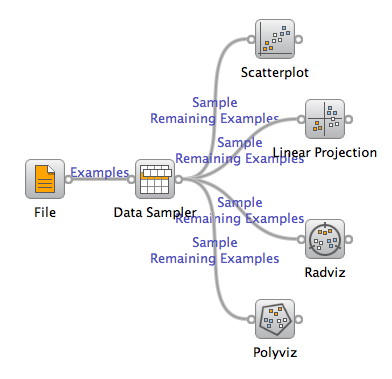 Scatterplot
Sample
Remaining Examples
Sample
Remaining Examples
Linear Projection
Examples
File
Data Sampler
Sample
Remaining Examples
Sample
Remaining Examples
Radviz
Polyviz